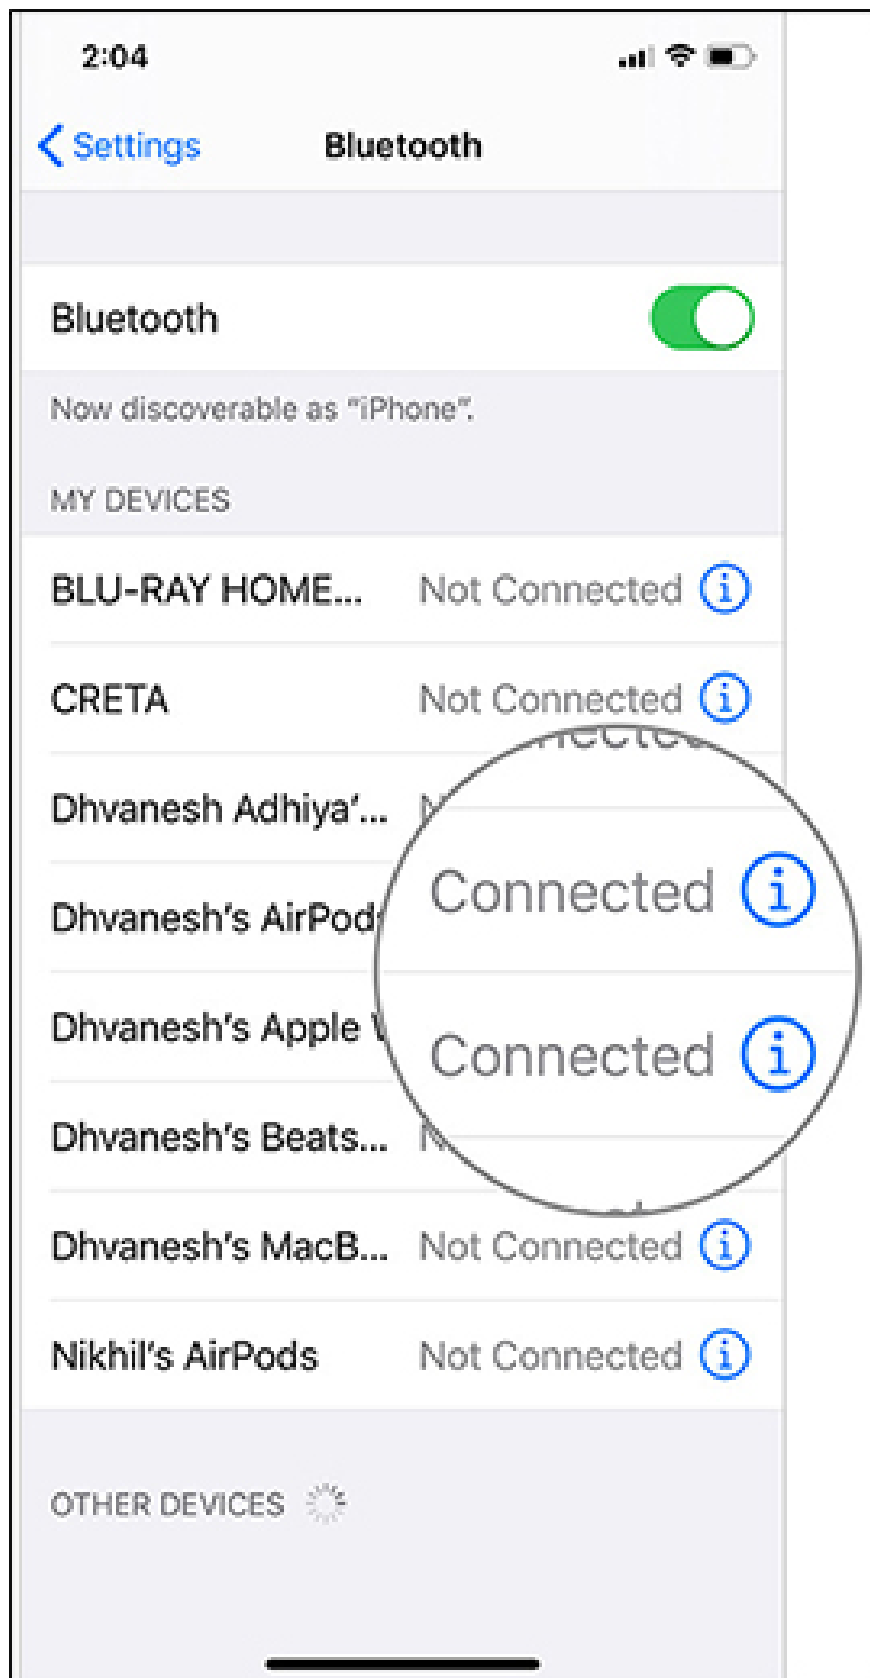 2:04
Settings Bluetooth
Bluetooth
Now discoverable as “iPhone”.
MY DEVICES
BLU-RAY HOME... Not Connected
CRETA Not Connected
Dhvanesh Adhiya’...
Connected
Dhvanesh’s AirPods
Dhvanesh’s Apple
Connected
Dhvanesh’s Beats...
Dhvanesh’s MacB... Not Connected
Nikhil’s AirPods Not Connected
OTHER DEVICES